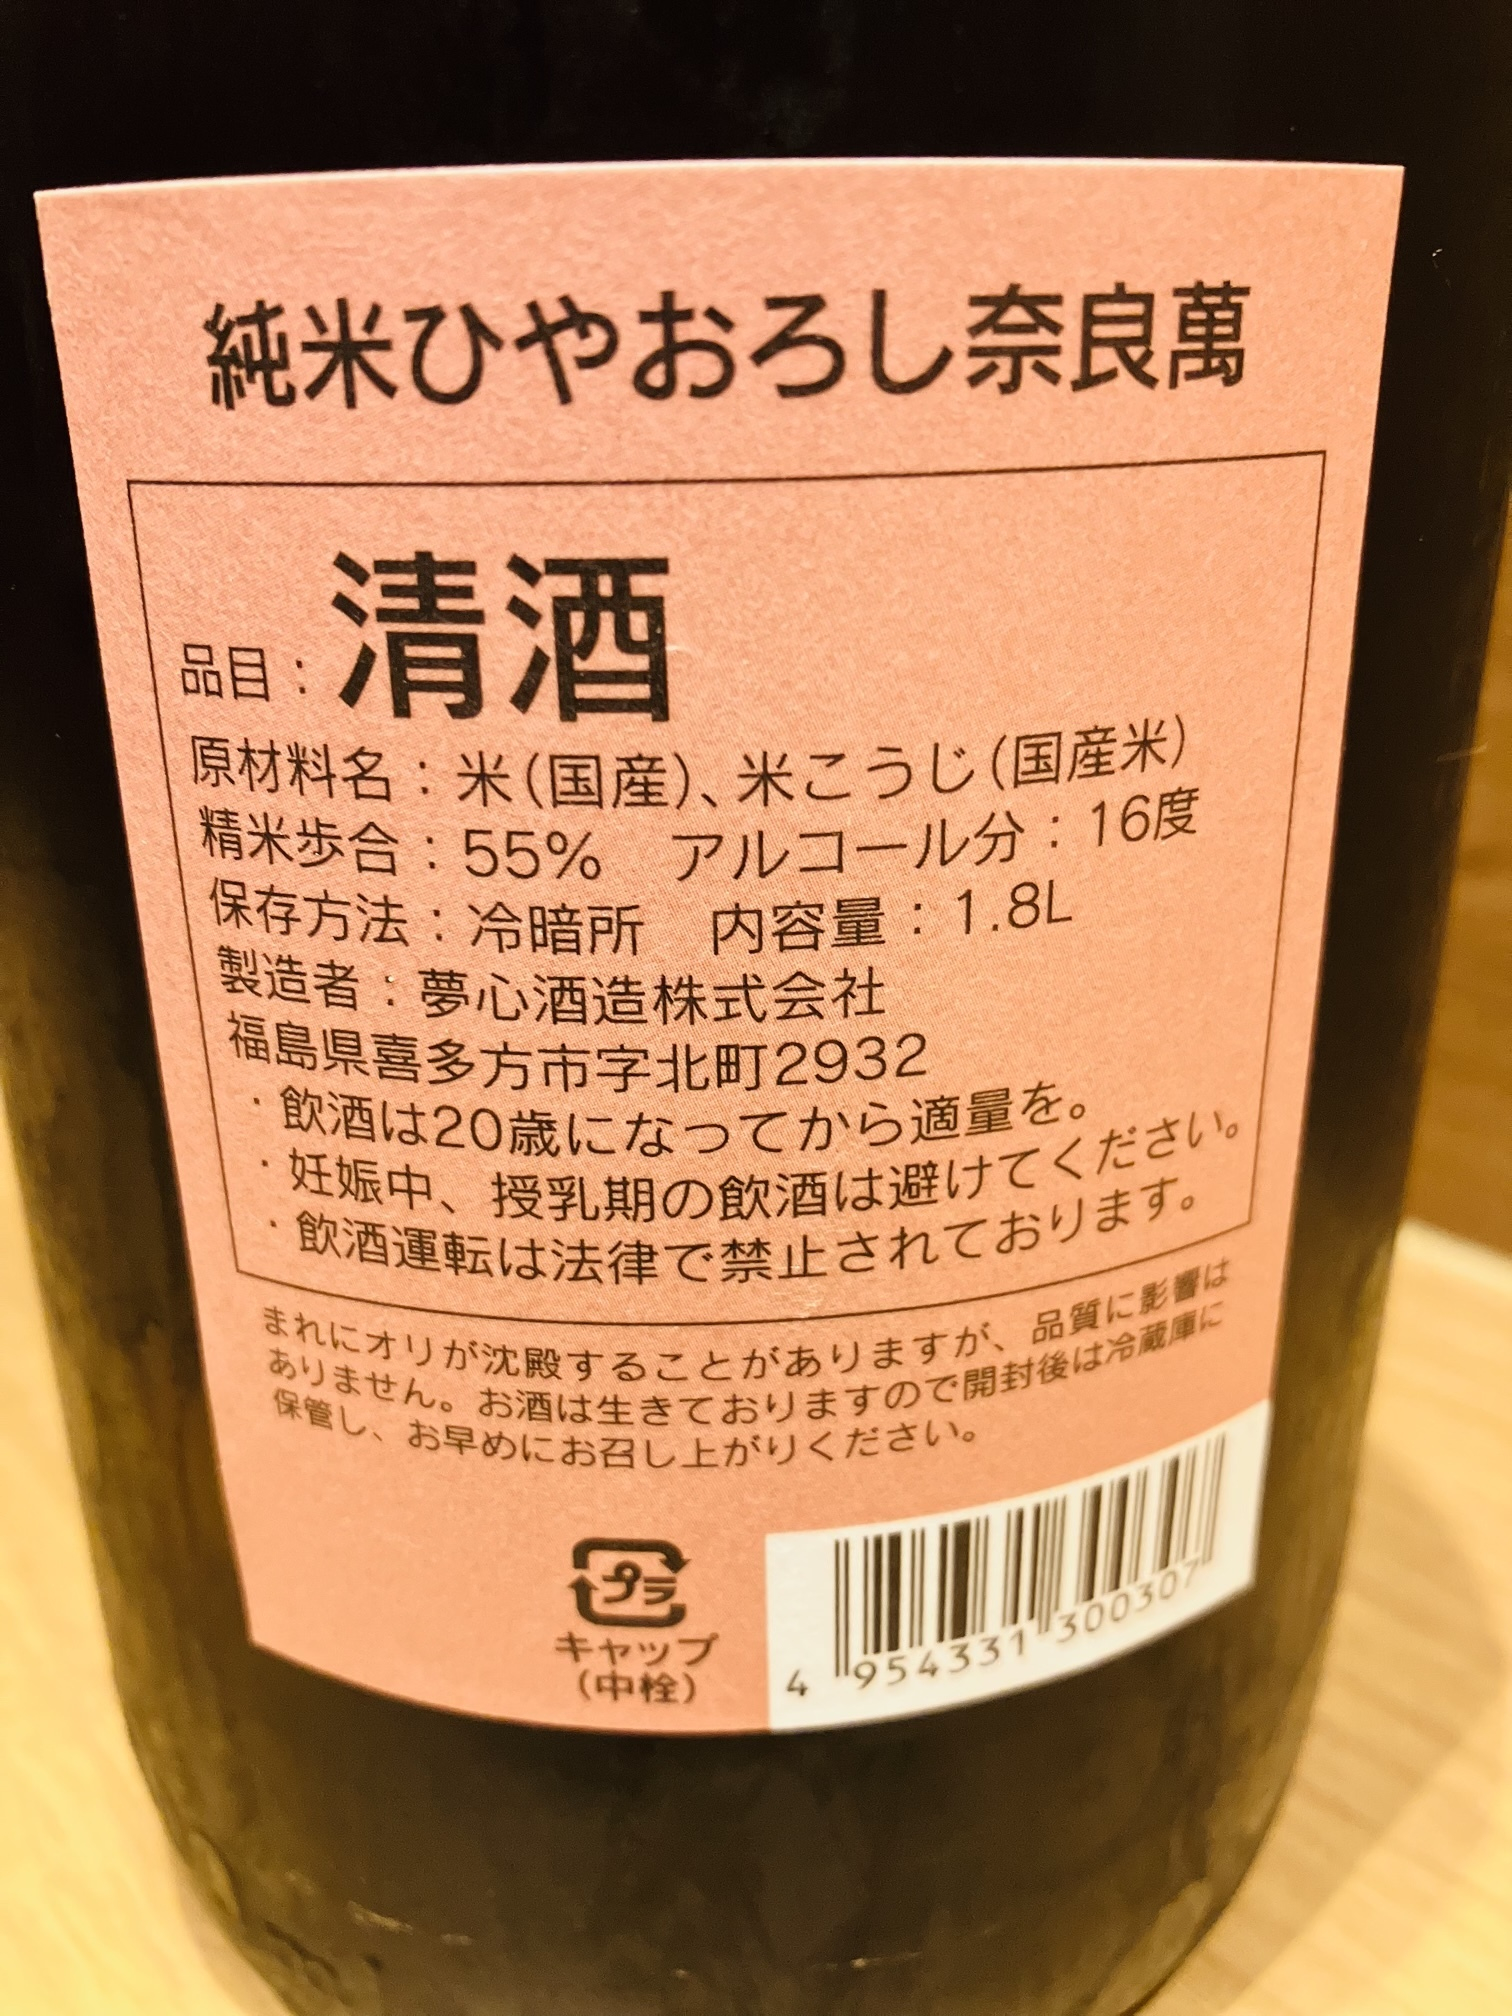 純米ひやおろし奈良萬
品目：清酒
原材料名：米(国産)、米こうじ(国産米)
精米歩合：55%　アルコール分：16度
保存方法：冷暗所　内容量：1.8L
製造者：夢心酒造株式会社
福島県喜多方市字北町2932
・飲酒は20歳になってから適量を。
・妊娠中、授乳期の飲酒は避けてください。
・飲酒運転は法律で禁止されております。
まれにオリが沈殿することがありますが、品質に影響は
ありません。お酒は生きておりますので開封後は冷蔵庫に
保管し、お早めにお召し上がりください。
プラ
キャップ
(中栓)
4 954331 300307